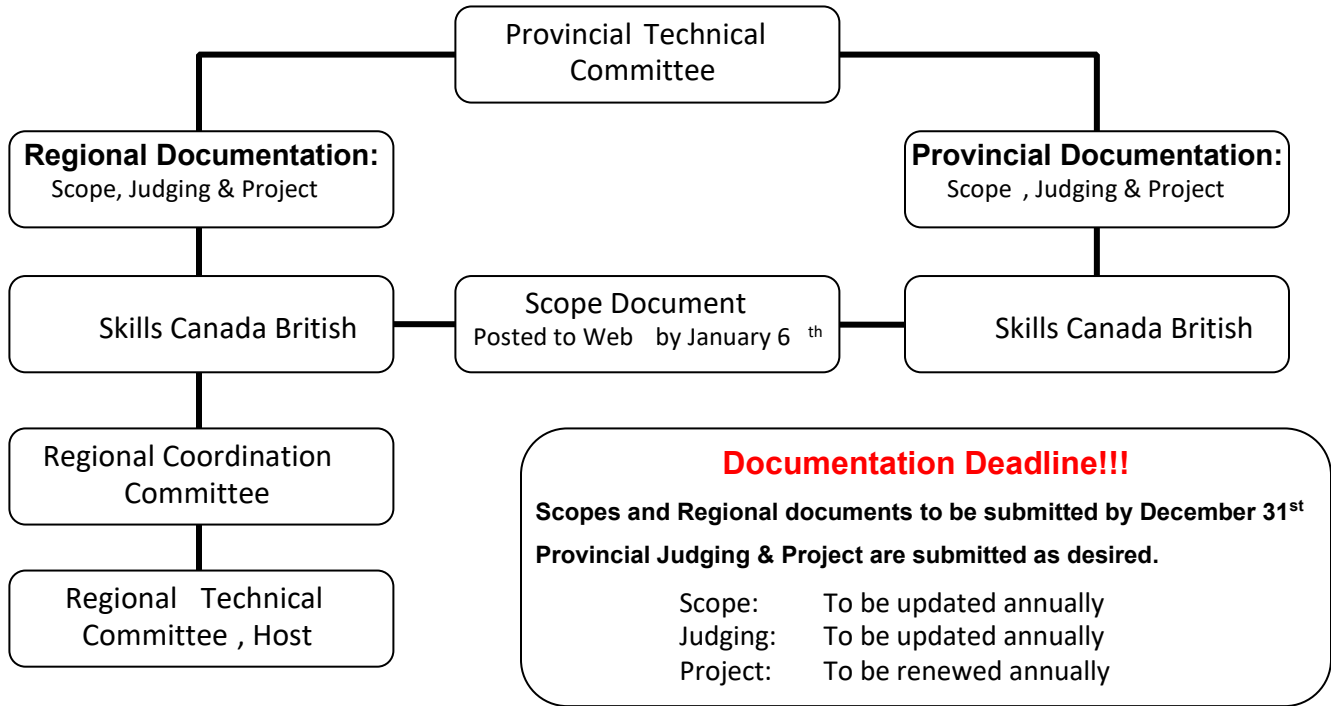 Provincial Technical
Committee
Regional Documentation:
Scope, Judging & Project
Provincial Documentation:
Scope , Judging & Project
Skills Canada British
Scope Document
Posted to Web by January 6 th
Skills Canada British
Regional Coordination
Committee
Regional Technical
Committee , Host
Documentation Deadline!!!
Scopes and Regional documents to be submitted by December 31st
Provincial Judging & Project are submitted as desired.
Scope: To be updated annually
Judging: To be updated annually
Project: To be renewed annually